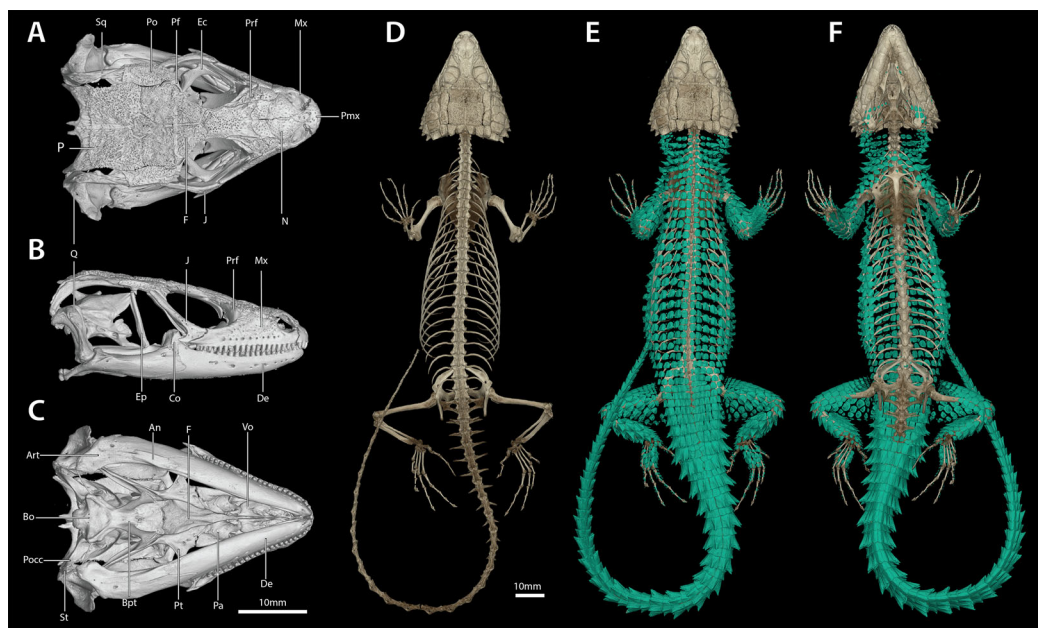 A
Sq
Po
Pf
Ec
Prf
Mx
Pmx
P
F
J
N
B
Q
J
Prf
Mx
Ep
Co
De
C
An
F
Vo
Art
Bo
Pocc
St
Bpt
Pt
Pa
De
10mm
D
E
F
10mm